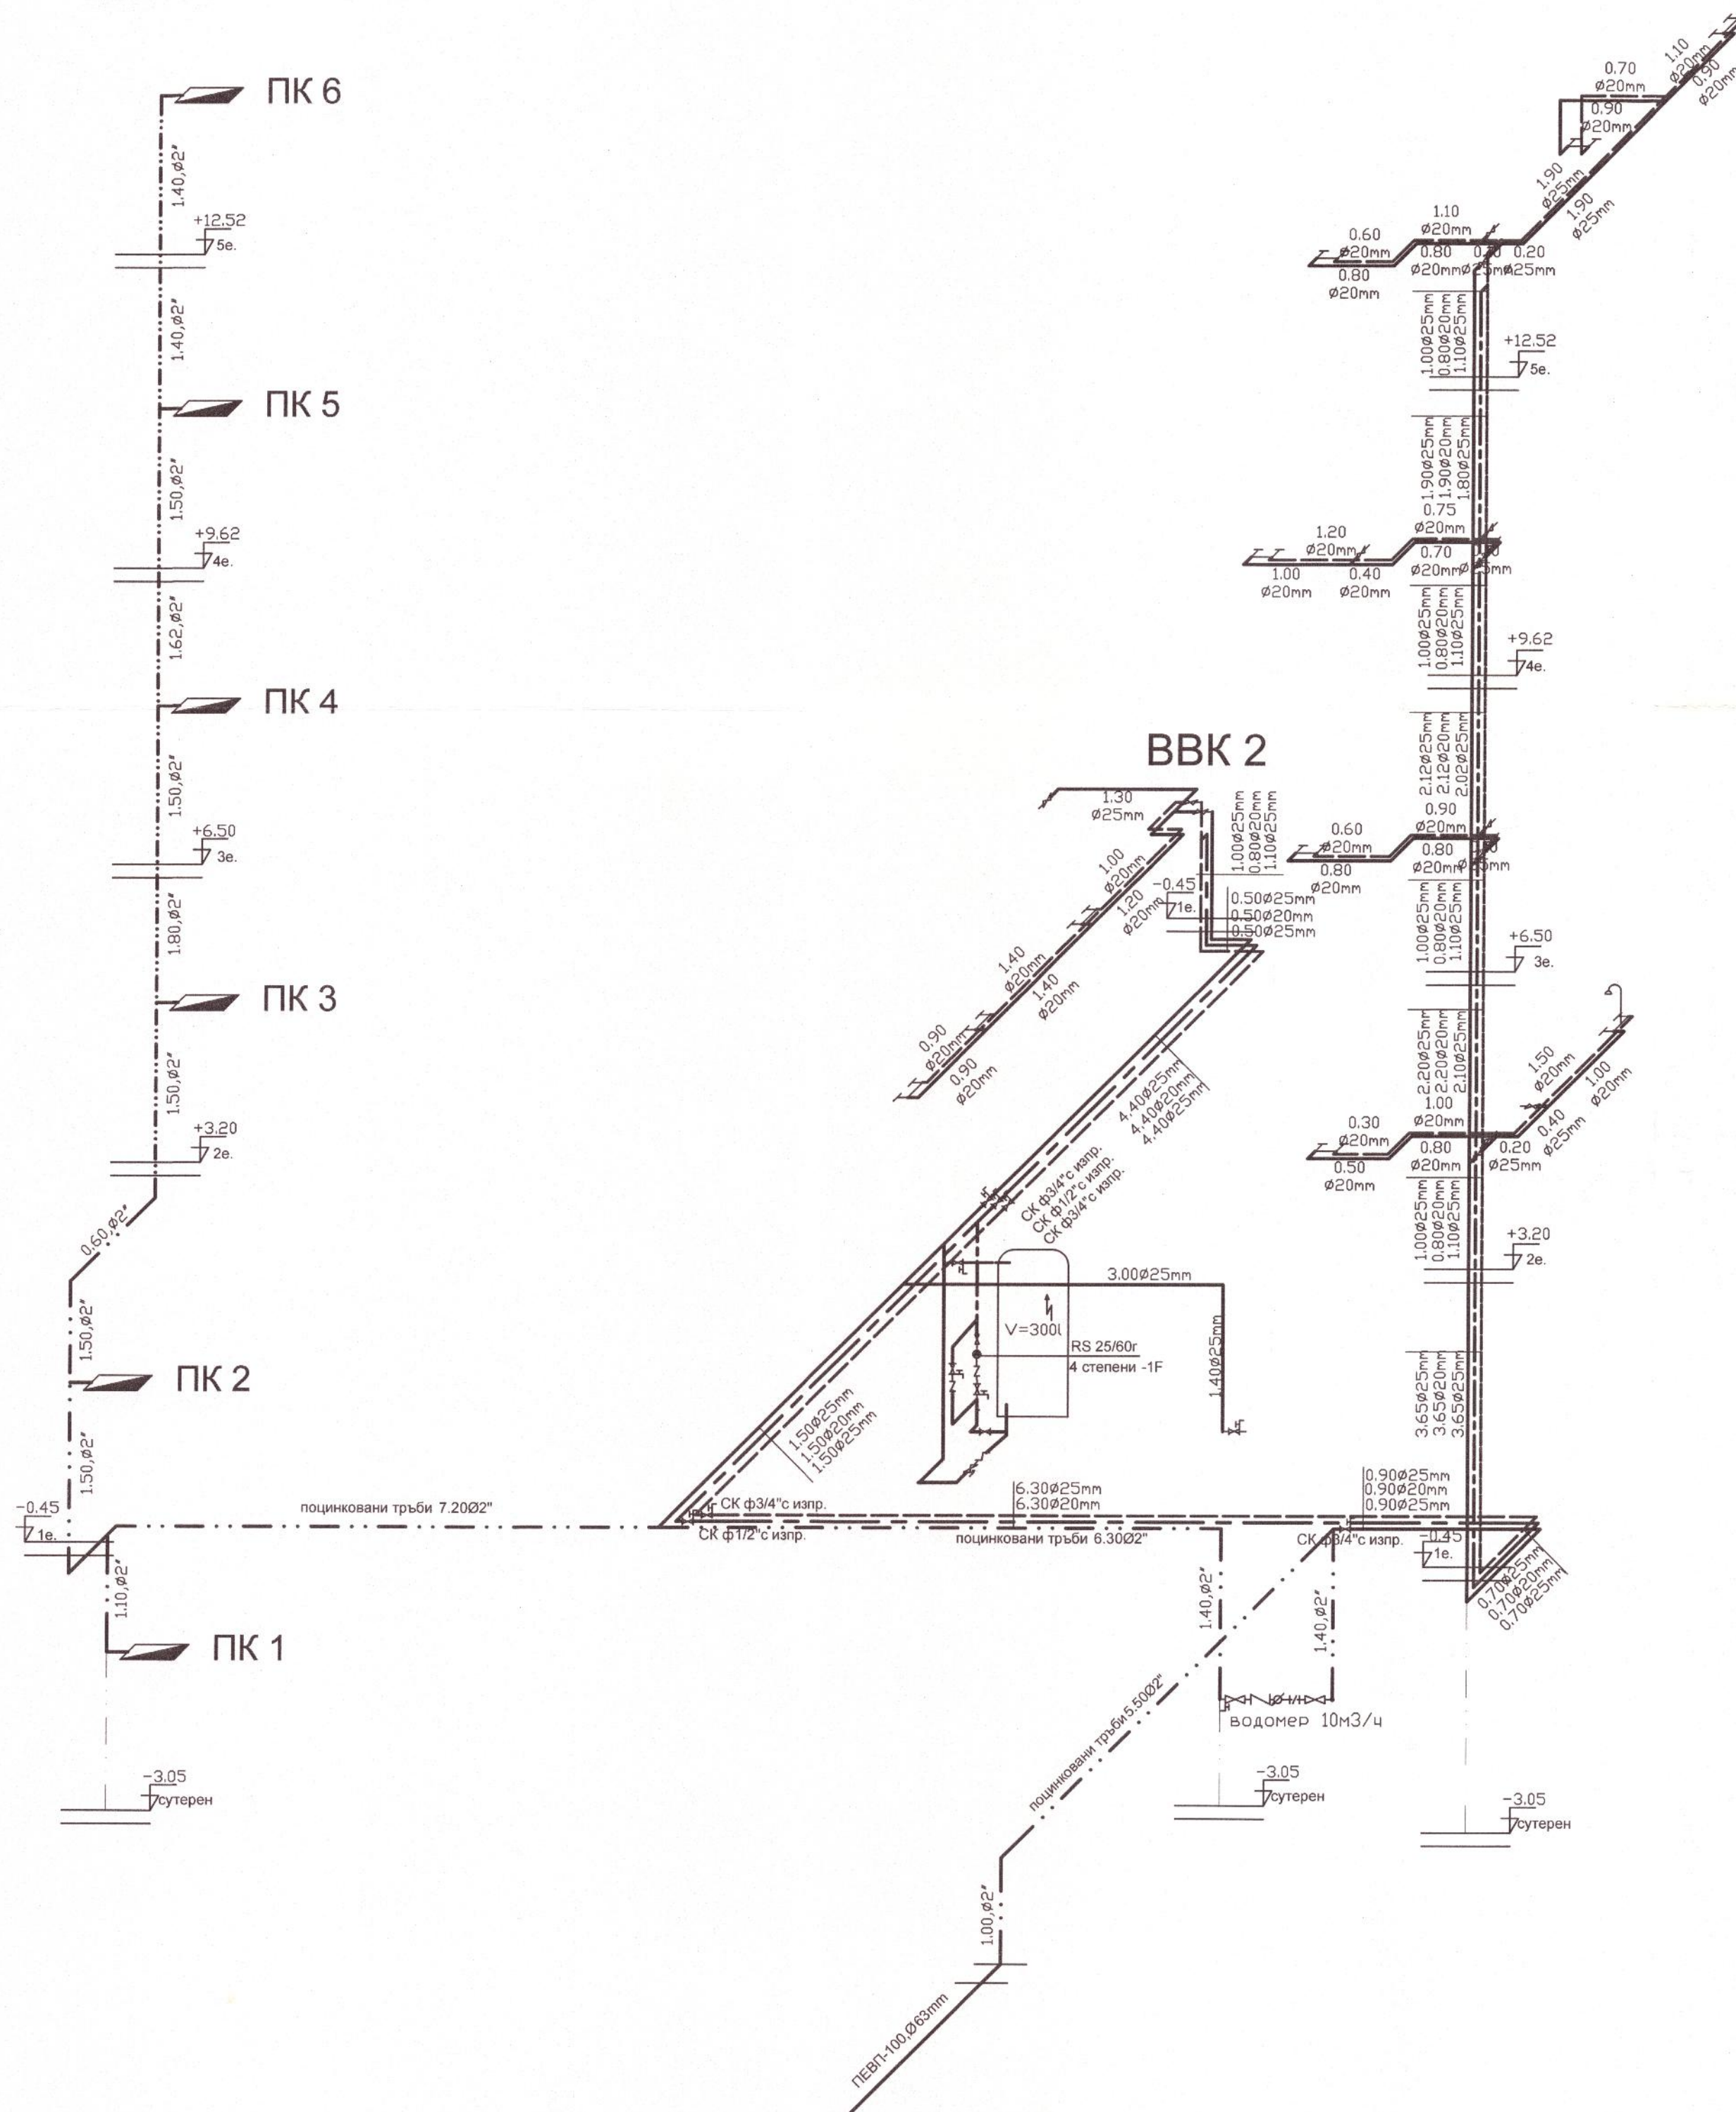 ПК 6
1.40,ø2"
+12.52
5е.
1.40,ø2"
ПК 5
1.50,ø2"
+9.62
4е.
1.62,ø2"
ПК 4
1.50,ø2"
+6.50
3е.
1.80,ø2"
ПК 3
1.50,ø2"
+3.20
2е.
0.60,ø2"
1.50,ø2"
ПК 2
1.50,ø2"
-0.45
1е.
1.10,ø2"
ПК 1
-3.05
сутерен
поцинковани тръби 7.20Ø2"
ВВК 2
1.30
ø25mm
1.00ø25mm
0.80ø20mm
1.10ø25mm
-0.45
1е.
0.50ø25mm
0.50ø20mm
0.50ø25mm
1.00
ø20mm
1.20
ø20mm
1.40
ø20mm
1.40
ø20mm
0.90
ø20mm
0.90
ø20mm
4.40ø25mm
4.40ø20mm
4.40ø25mm
СК ф3/4"с изпр.
СК ф1/2"с изпр.
СК ф3/4"с изпр.
3.00ø25mm
V=300l
RS 25/60r
4 степени -1F
1.40ø25mm
1.50ø25mm
1.50ø20mm
1.50ø25mm
СК ф3/4"с изпр.
СК ф1/2"с изпр.
6.30ø25mm
6.30ø20mm
поцинковани тръби 6.30Ø2"
0.90ø25mm
0.90ø20mm
0.90ø25mm
СК ф3/4"с изпр.
-0.45
1е.
0.70ø25mm
0.70ø20mm
0.70ø25mm
1.40,ø2"
1.40,ø2"
водомер 10м3/ч
-3.05
сутерен
-3.05
сутерен
поцинковани тръби5.50Ø2"
1.00,ø2"
ПЕВП-100,Ø63mm
1.10
ø20mm
0.90
ø20mm
0.70
ø20mm
0.90
ø20mm
1.90
ø25mm
1.90
ø25mm
1.10
ø20mm
0.60
ø20mm
0.80
ø20mm
0.80
ø20mm
0.20
ø25mm
1.00ø25mm
0.80ø20mm
1.10ø25mm
+12.52
5е.
1.90ø25mm
1.90ø20mm
1.80ø25mm
0.75
ø20mm
1.20
ø20mm
1.00
ø20mm
0.40
ø20mm
0.70
ø20mm
1.00ø25mm
0.80ø20mm
1.10ø25mm
+9.62
4е.
2.12ø25mm
2.12ø20mm
2.02ø25mm
0.90
ø20mm
0.60
ø20mm
0.80
ø20mm
0.80
ø20mm
1.00ø25mm
0.80ø20mm
1.10ø25mm
+6.50
3е.
2.20ø25mm
2.20ø20mm
2.10ø25mm
1.00
ø20mm
0.30
ø20mm
0.50
ø20mm
0.80
ø20mm
0.20
ø25mm
1.50
ø20mm
1.00
ø20mm
0.40
ø25mm
1.00ø25mm
0.80ø20mm
1.10ø25mm
+3.20
2е.
3.65ø25mm
3.65ø20mm
3.65ø25mm